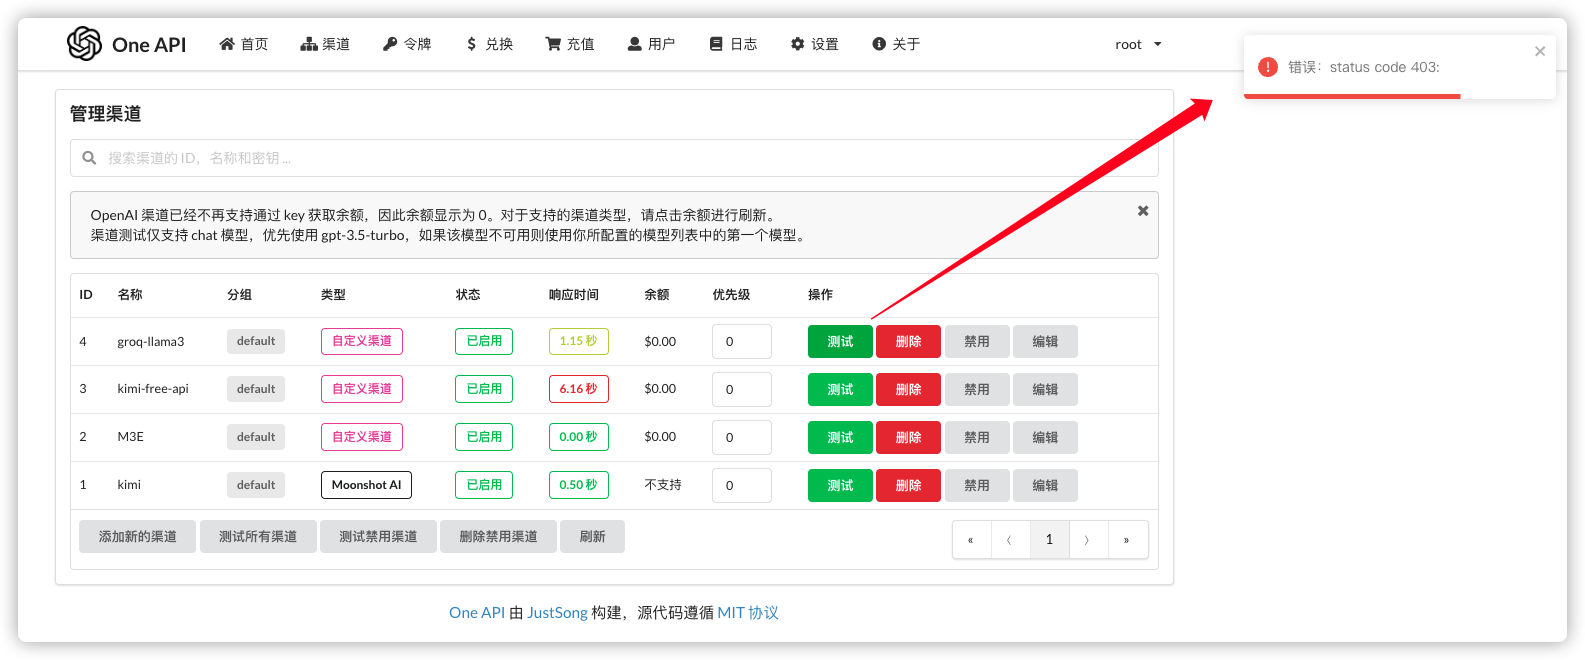 One API 首页 渠道 令牌 兑换 充值 用户 日志 设置 关于 root
错误：status code 403:
管理渠道
搜索渠道的 ID，名称和密钥 ...
OpenAI 渠道已经不再支持通过 key 获取余额，因此余额显示为 0。对于支持的渠道类型，请点击余额进行刷新。
渠道测试仅支持 chat 模型，优先使用 gpt-3.5-turbo，如果该模型不可用则使用你所配置的模型列表中的第一个模型。
ID 名称 分组 类型 状态 响应时间 余额 优先级 操作
4 groq-llama3 default 自定义渠道 已启用 1.15 秒 $0.00 0 测试 删除 禁用 编辑
3 kimi-free-api default 自定义渠道 已启用 6.16 秒 $0.00 0 测试 删除 禁用 编辑
2 M3E default 自定义渠道 已启用 0.00 秒 $0.00 0 测试 删除 禁用 编辑
1 kimi default Moonshot AI 已启用 0.50 秒 不支持 0 测试 删除 禁用 编辑
添加新的渠道 测试所有渠道 测试禁用渠道 删除禁用渠道 刷新 « ‹ 1 › »
One API 由 JustSong 构建，源代码遵循 MIT 协议